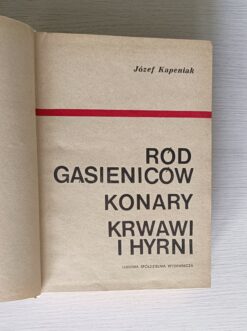 Józef Kapeniak
RÓD
GĄSIENICÓW
KONARY
KRWAWI
I HYRNI
LUDOWA SPÓŁDZIELNIA WYDAWNICZA